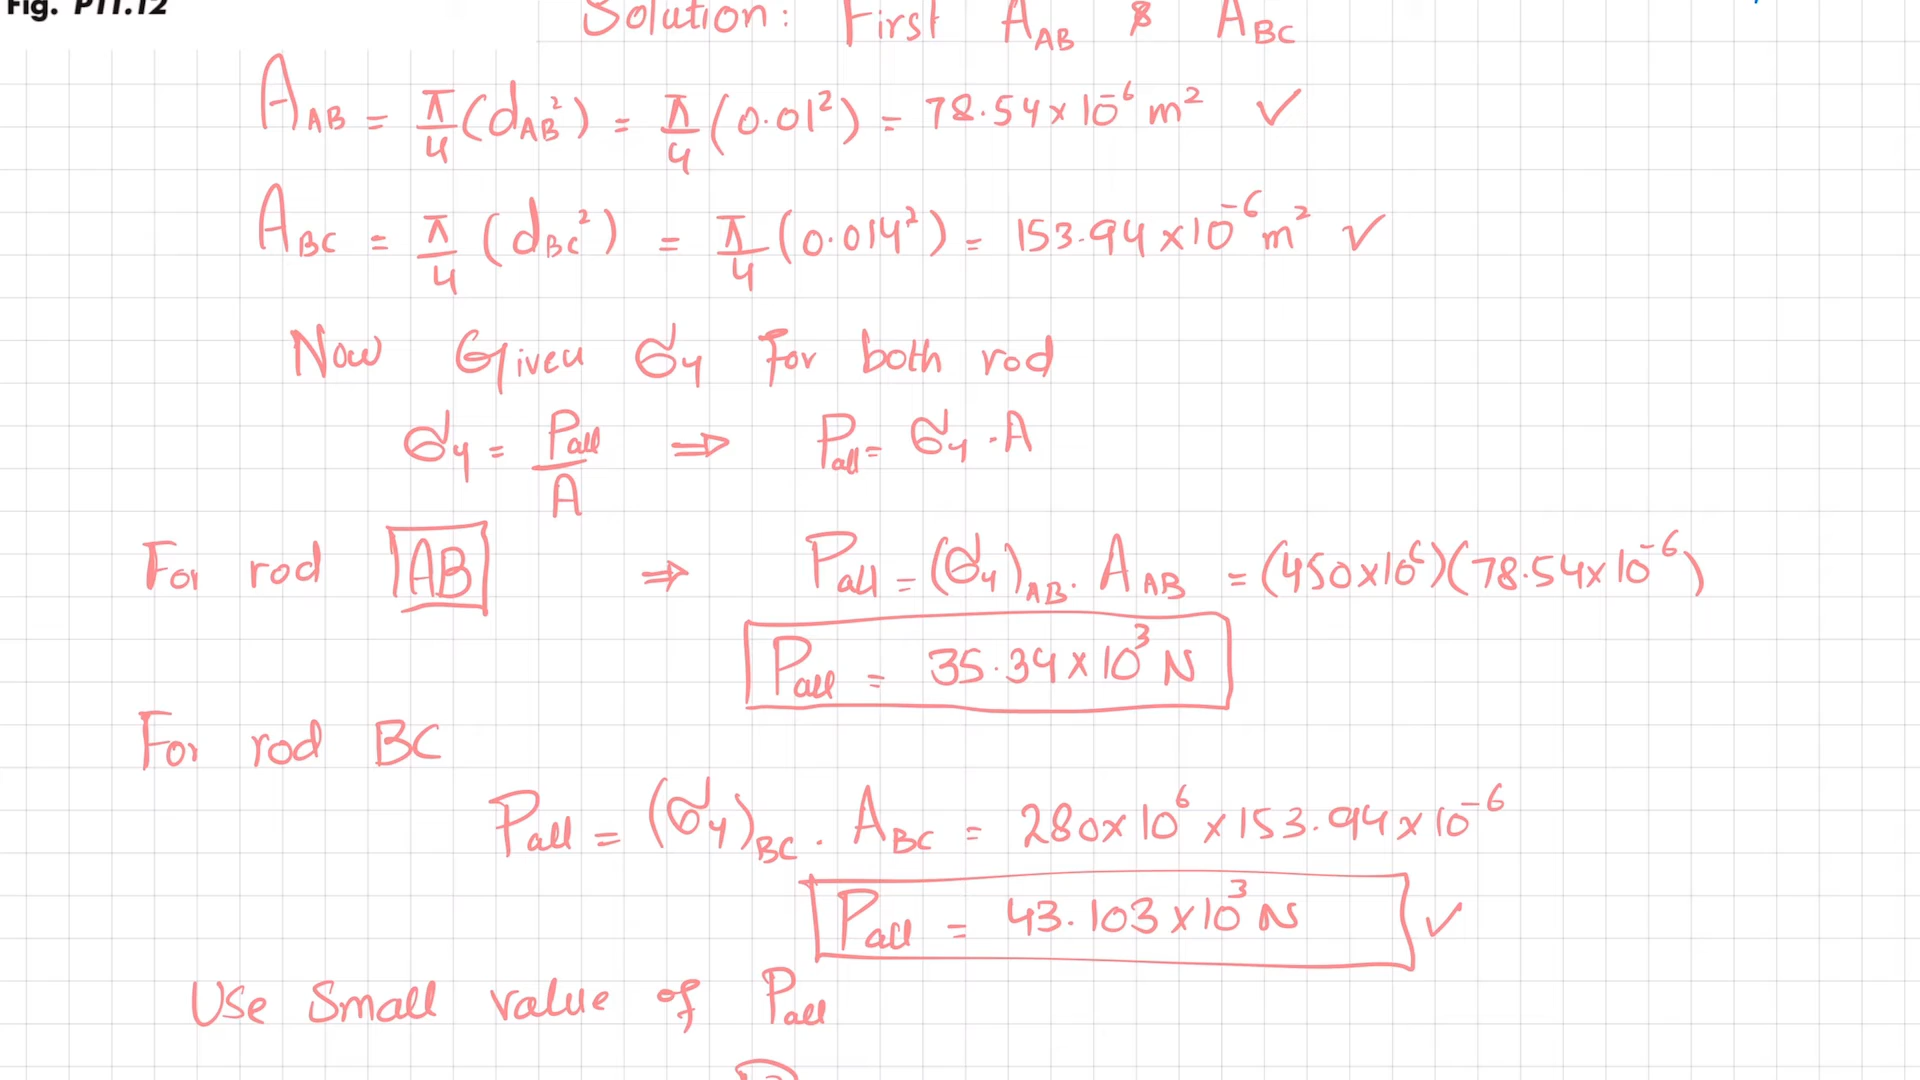 Fig. P11.12
Solution: First A_AB & A_BC
A_AB = π/4 (d_AB²) = π/4 (0.01²) = 78.54×10⁻⁶ m² ✓
A_BC = π/4 (d_BC²) = π/4 (0.014²) = 153.94×10⁻⁶ m² ✓
Now Given σ_y For both rod
σ_y = P_all/A ⇒ P_all = σ_y · A
For rod AB ⇒ P_all = (σ_y)_AB · A_AB = (450×10⁶)(78.54×10⁻⁶)
P_all = 35.34×10³ N
For rod BC
P_all = (σ_y)_BC · A_BC = 280×10⁶ × 153.94×10⁻⁶
P_all = 43.103×10³ N ✓
Use Small value of P_all